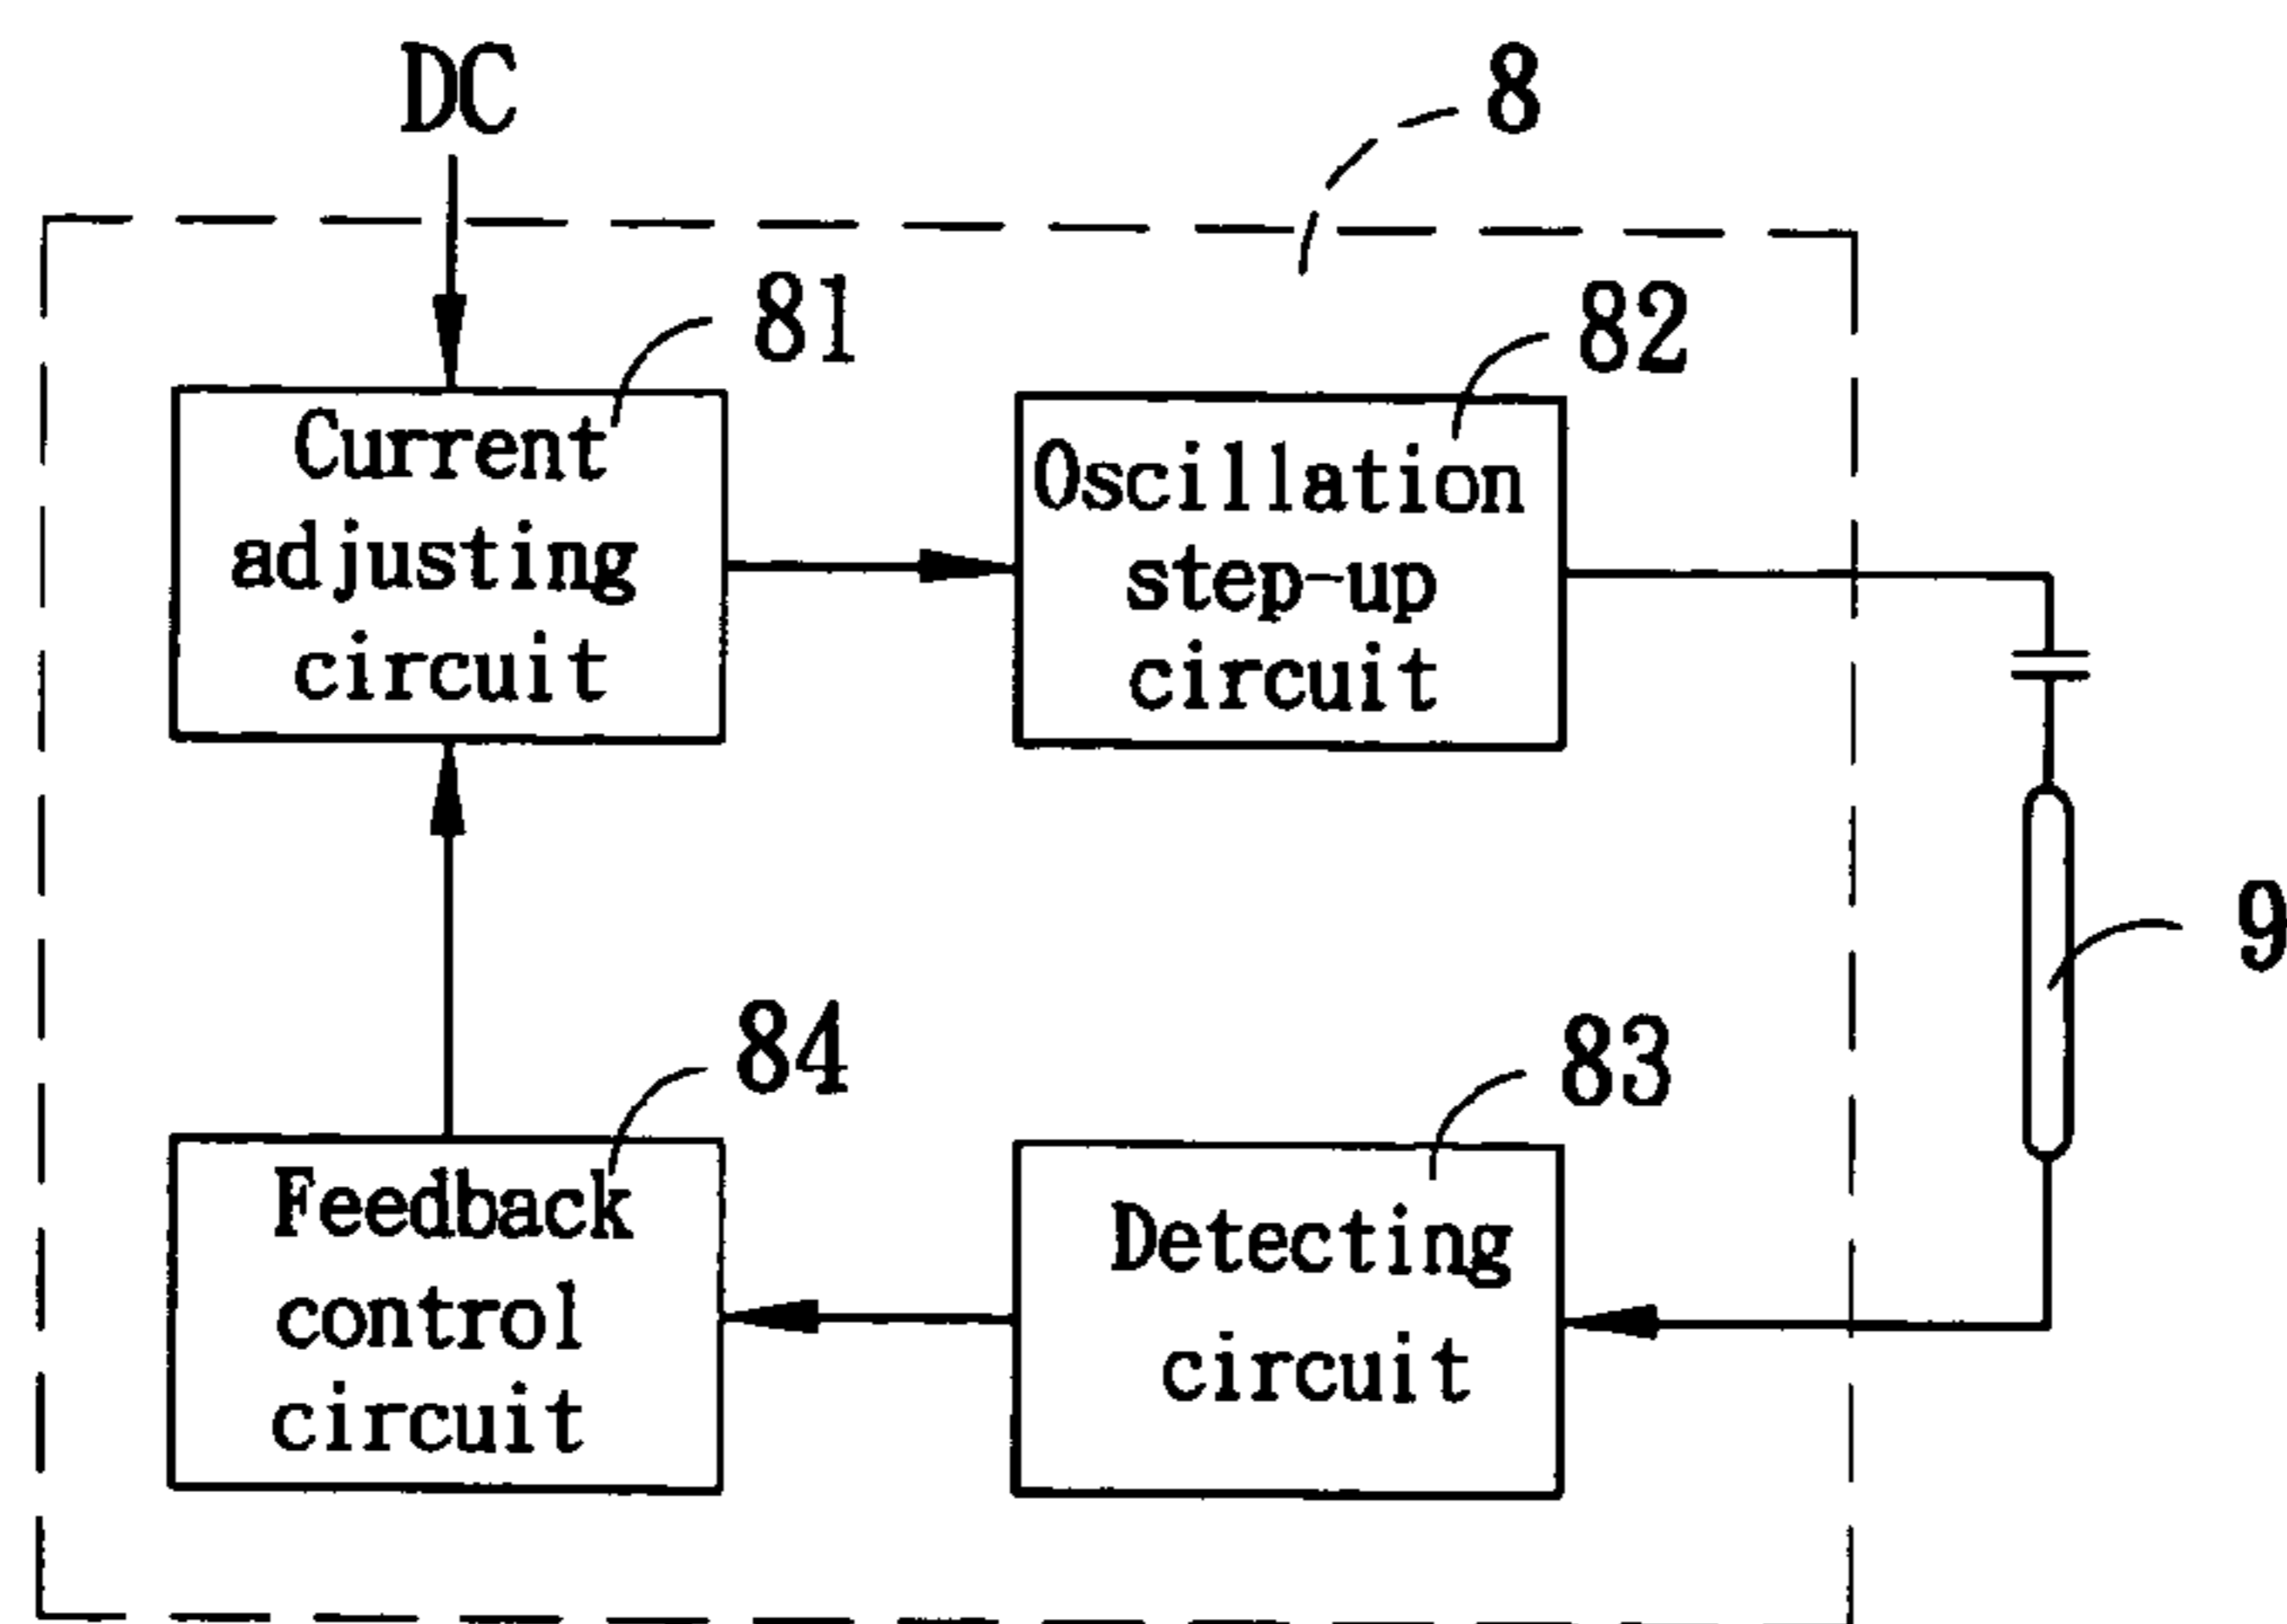 DC
8
81
82
Current
adjusting
circuit
Oscillation
step-up
circuit
9
84
83
Feedback
control
circuit
Detecting
circuit